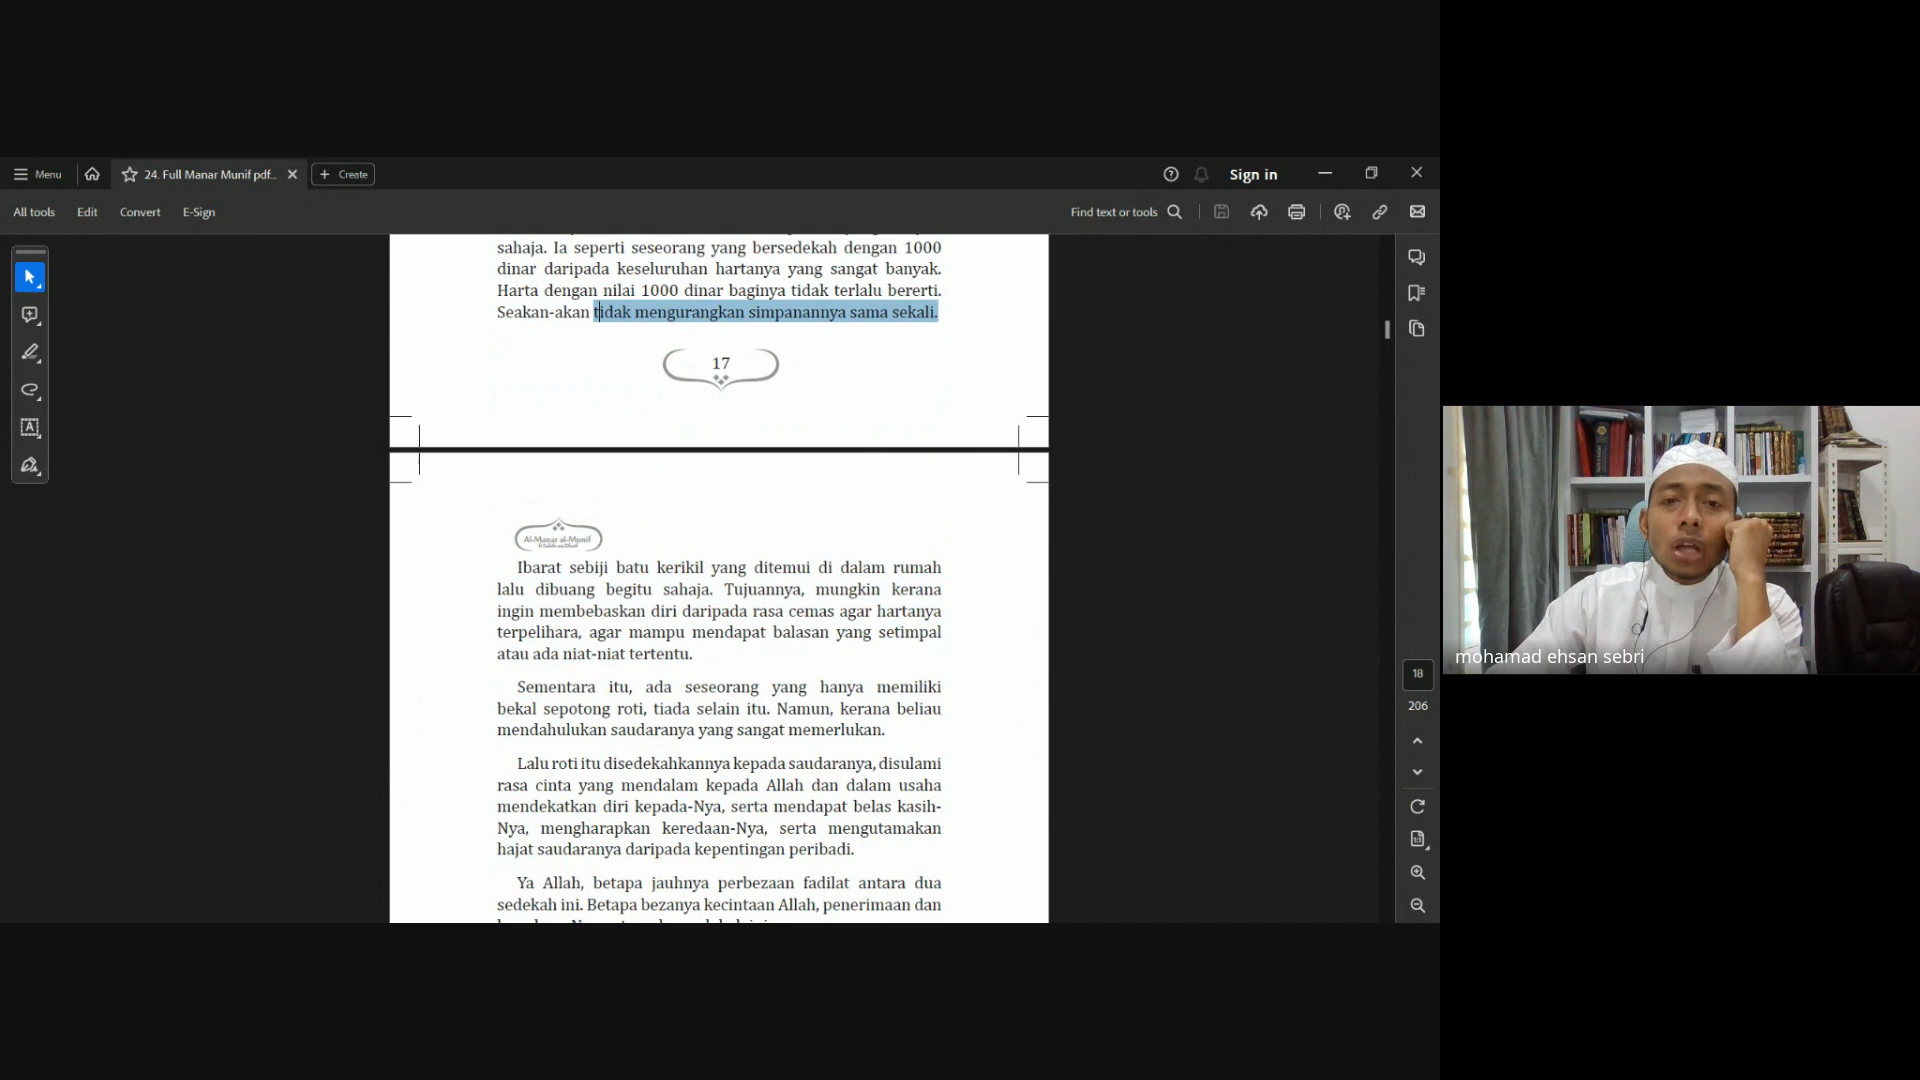 Menu
24. Full Manar Munif pdf...
Create
Sign in
All tools
Edit
Convert
E-Sign
Find text or tools
sahaja. Ia seperti seseorang yang bersedekah dengan 1000
dinar daripada keseluruhan hartanya yang sangat banyak.
Harta dengan nilai 1000 dinar baginya tidak terlalu bererti.
Seakan-akan tidak mengurangkan simpanannya sama sekali.
17
Al-Manar al-Munif
Ibarat sebiji batu kerikil yang ditemui di dalam rumah
lalu dibuang begitu sahaja. Tujuannya, mungkin kerana
ingin membebaskan diri daripada rasa cemas agar hartanya
terpelihara, agar mampu mendapat balasan yang setimpal
atau ada niat-niat tertentu.
Sementara itu, ada seseorang yang hanya memiliki
bekal sepotong roti, tiada selain itu. Namun, kerana beliau
mendahulukan saudaranya yang sangat memerlukan.
Lalu roti itu disedekahkannya kepada saudaranya, disulami
rasa cinta yang mendalam kepada Allah dan dalam usaha
mendekatkan diri kepada-Nya, serta mendapat belas kasih-
Nya, mengharapkan keredaan-Nya, serta mengutamakan
hajat saudaranya daripada kepentingan peribadi.
Ya Allah, betapa jauhnya perbezaan fadilat antara dua
sedekah ini. Betapa bezanya kecintaan Allah, penerimaan dan
18
206
mohamad ehsan sebri